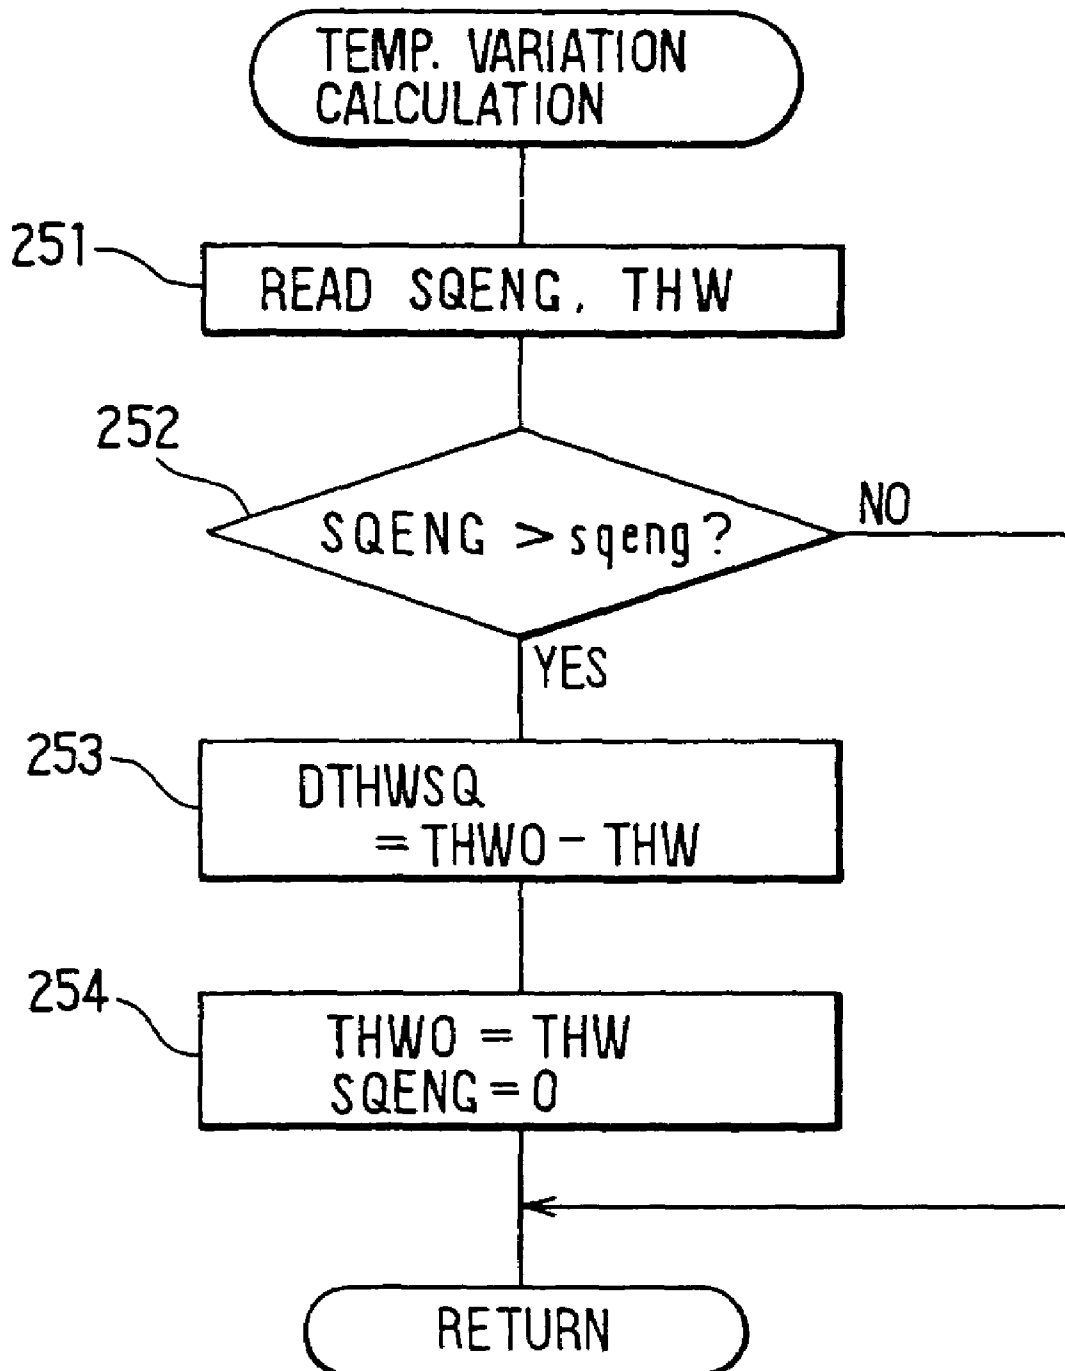 TEMP. VARIATION
CALCULATION
251
READ SQENG, THW
252
SQENG > sqeng?
NO
YES
253
DTHWSQ
= THWO - THW
254
THWO = THW
SQENG = 0
RETURN